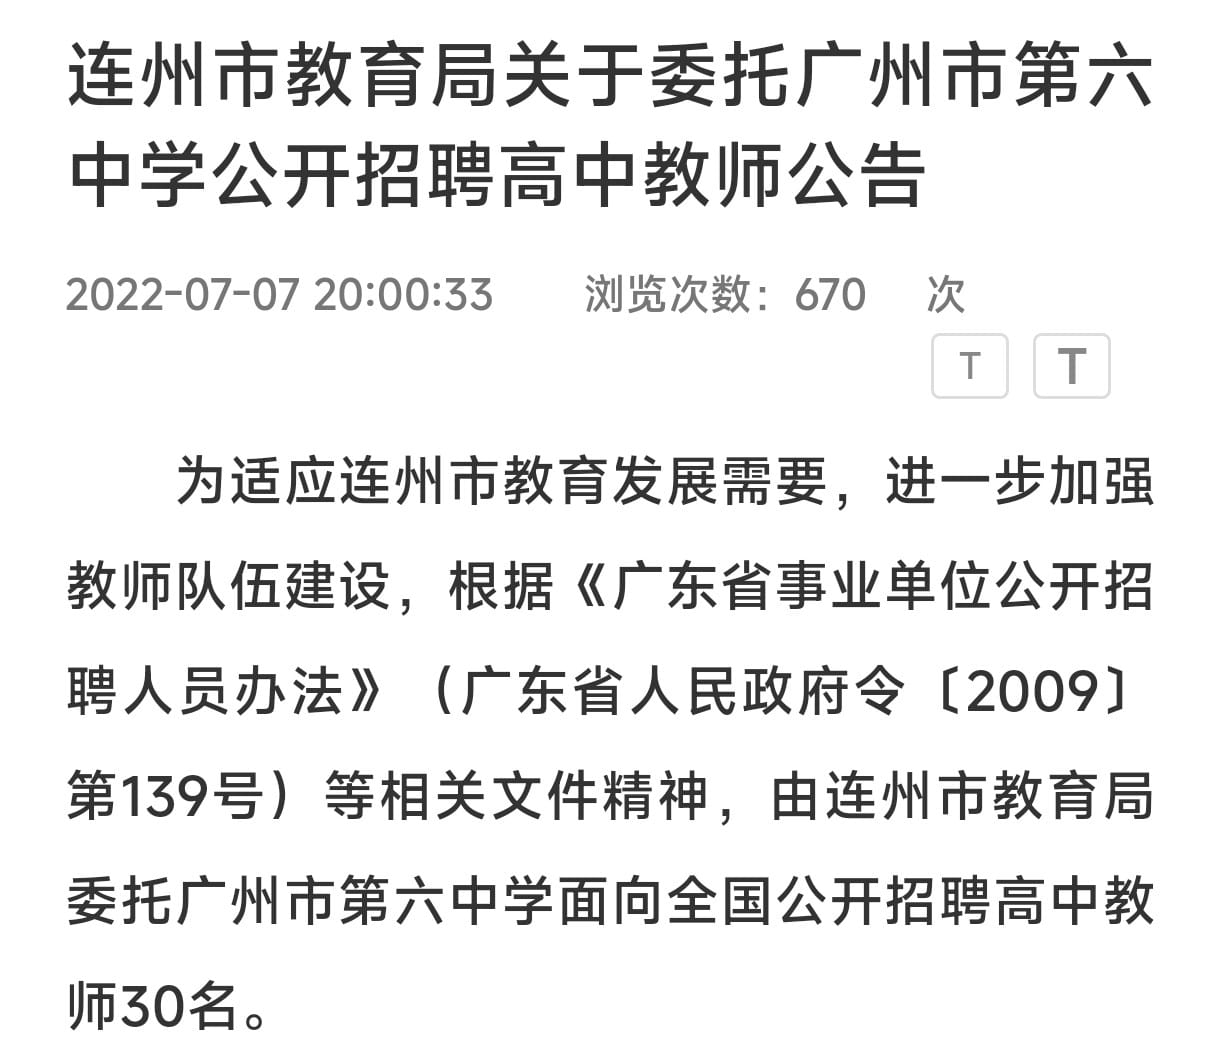 连州市教育局关于委托广州市第六
中学公开招聘高中教师公告
2022-07-07 20:00:33 浏览次数：670 次
T T
为适应连州市教育发展需要，进一步加强
教师队伍建设，根据《广东省事业单位公开招
聘人员办法》（广东省人民政府令〔2009〕
第139号）等相关文件精神，由连州市教育局
委托广州市第六中学面向全国公开招聘高中教
师30名。